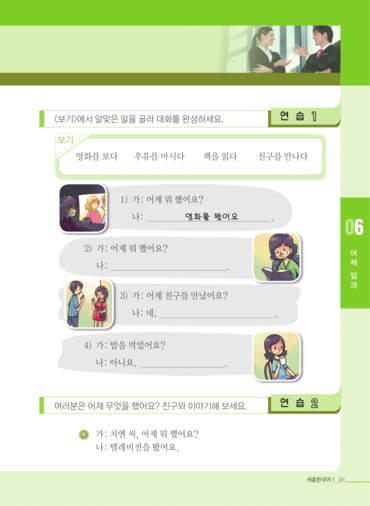 <보기>에서 알맞은 말을 골라 대화를 완성하세요.
연 습 1
보기
영화를 보다 우유를 마시다 책을 읽다 친구를 만나다
1) 가: 어제 뭐 했어요?
나: 영화를 봤어요.
2) 가: 어제 뭐 했어요?
나: .
3) 가: 어제 친구를 만났어요?
나: 네, .
4) 가: 밥을 먹었어요?
나: 아니요. .
06
어제 일과
여러분은 어제 무엇을 했어요? 친구와 이야기해 보세요.
연 습 2
가: 치엔 씨, 어제 뭐 했어요?
나: 텔레비전을 봤어요.
세종한국어 1_ 91